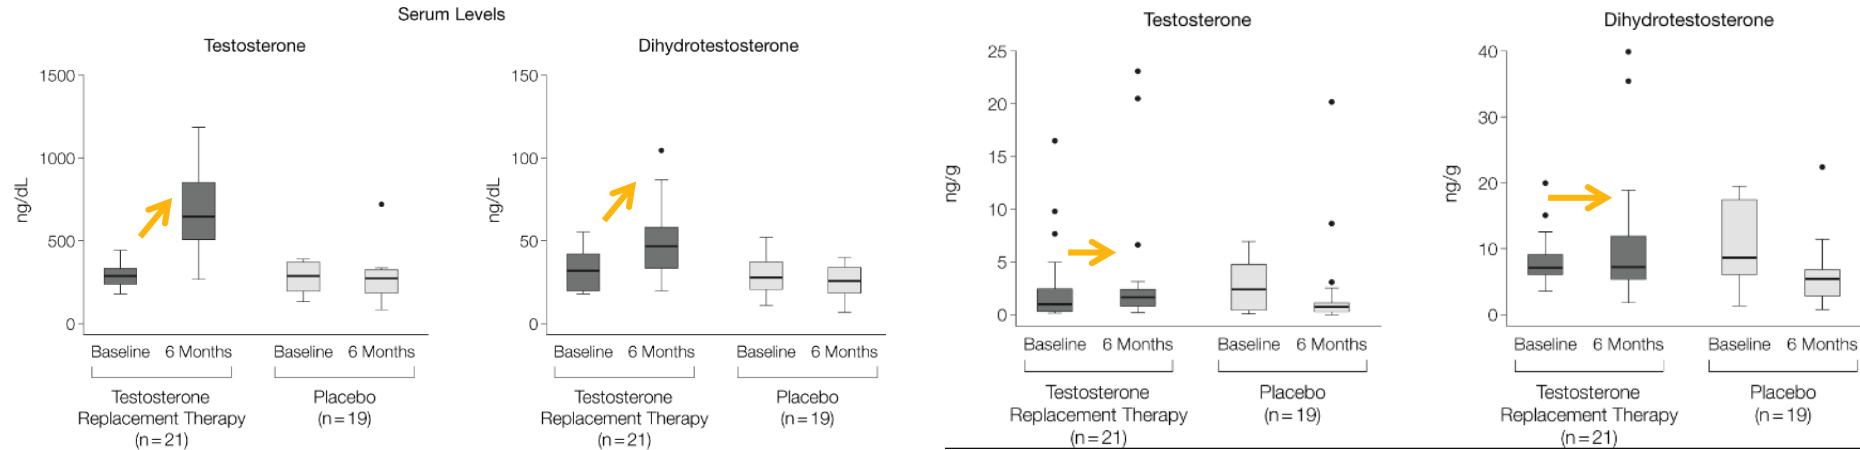 Serum Levels
Testosterone
1500
1000
500
0
ng/dL
Baseline 6 Months Baseline 6 Months
Testosterone
Replacement Therapy
(n=21)
Placebo
(n=19)
Dihydrotestosterone
150
100
50
0
ng/dL
Baseline 6 Months Baseline 6 Months
Testosterone
Replacement Therapy
(n=21)
Placebo
(n=19)
Testosterone
25
20
15
10
5
0
ng/g
Baseline 6 Months Baseline 6 Months
Testosterone
Replacement Therapy
(n=21)
Placebo
(n=19)
Dihydrotestosterone
40
30
20
10
0
ng/g
Baseline 6 Months Baseline 6 Months
Testosterone
Replacement Therapy
(n=21)
Placebo
(n=19)